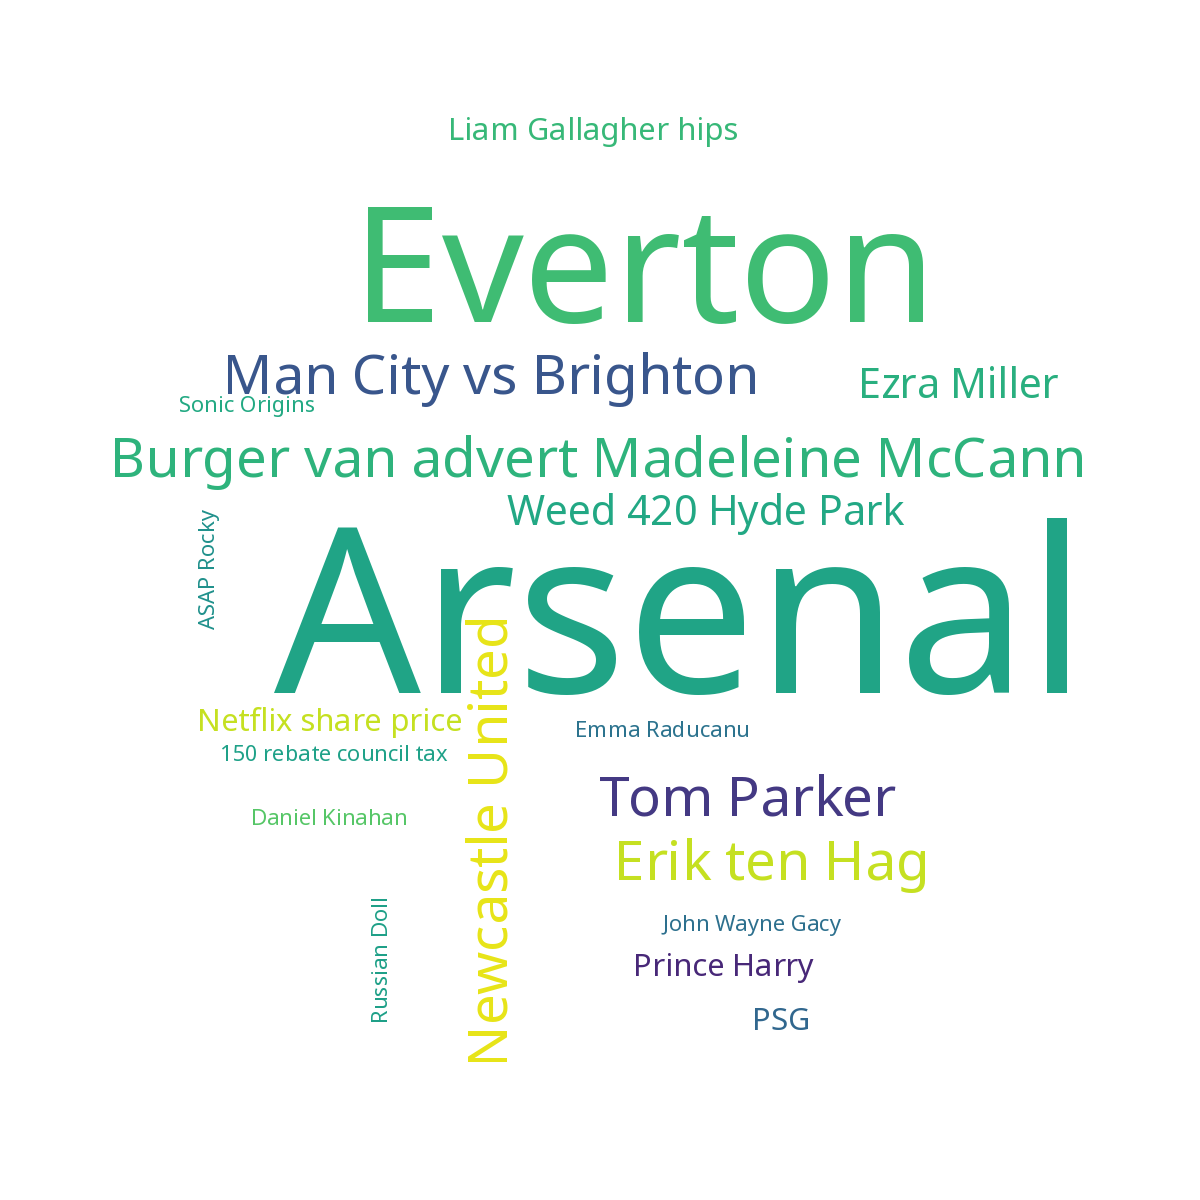 Liam Gallagher hips
Everton
Man City vs Brighton
Ezra Miller
Sonic Origins
Burger van advert Madeleine McCann
Weed 420 Hyde Park
ASAP Rocky
Arsenal
Newcastle United
Netflix share price
Emma Raducanu
150 rebate council tax
Tom Parker
Daniel Kinahan
Erik ten Hag
Russian Doll
John Wayne Gacy
Prince Harry
PSG